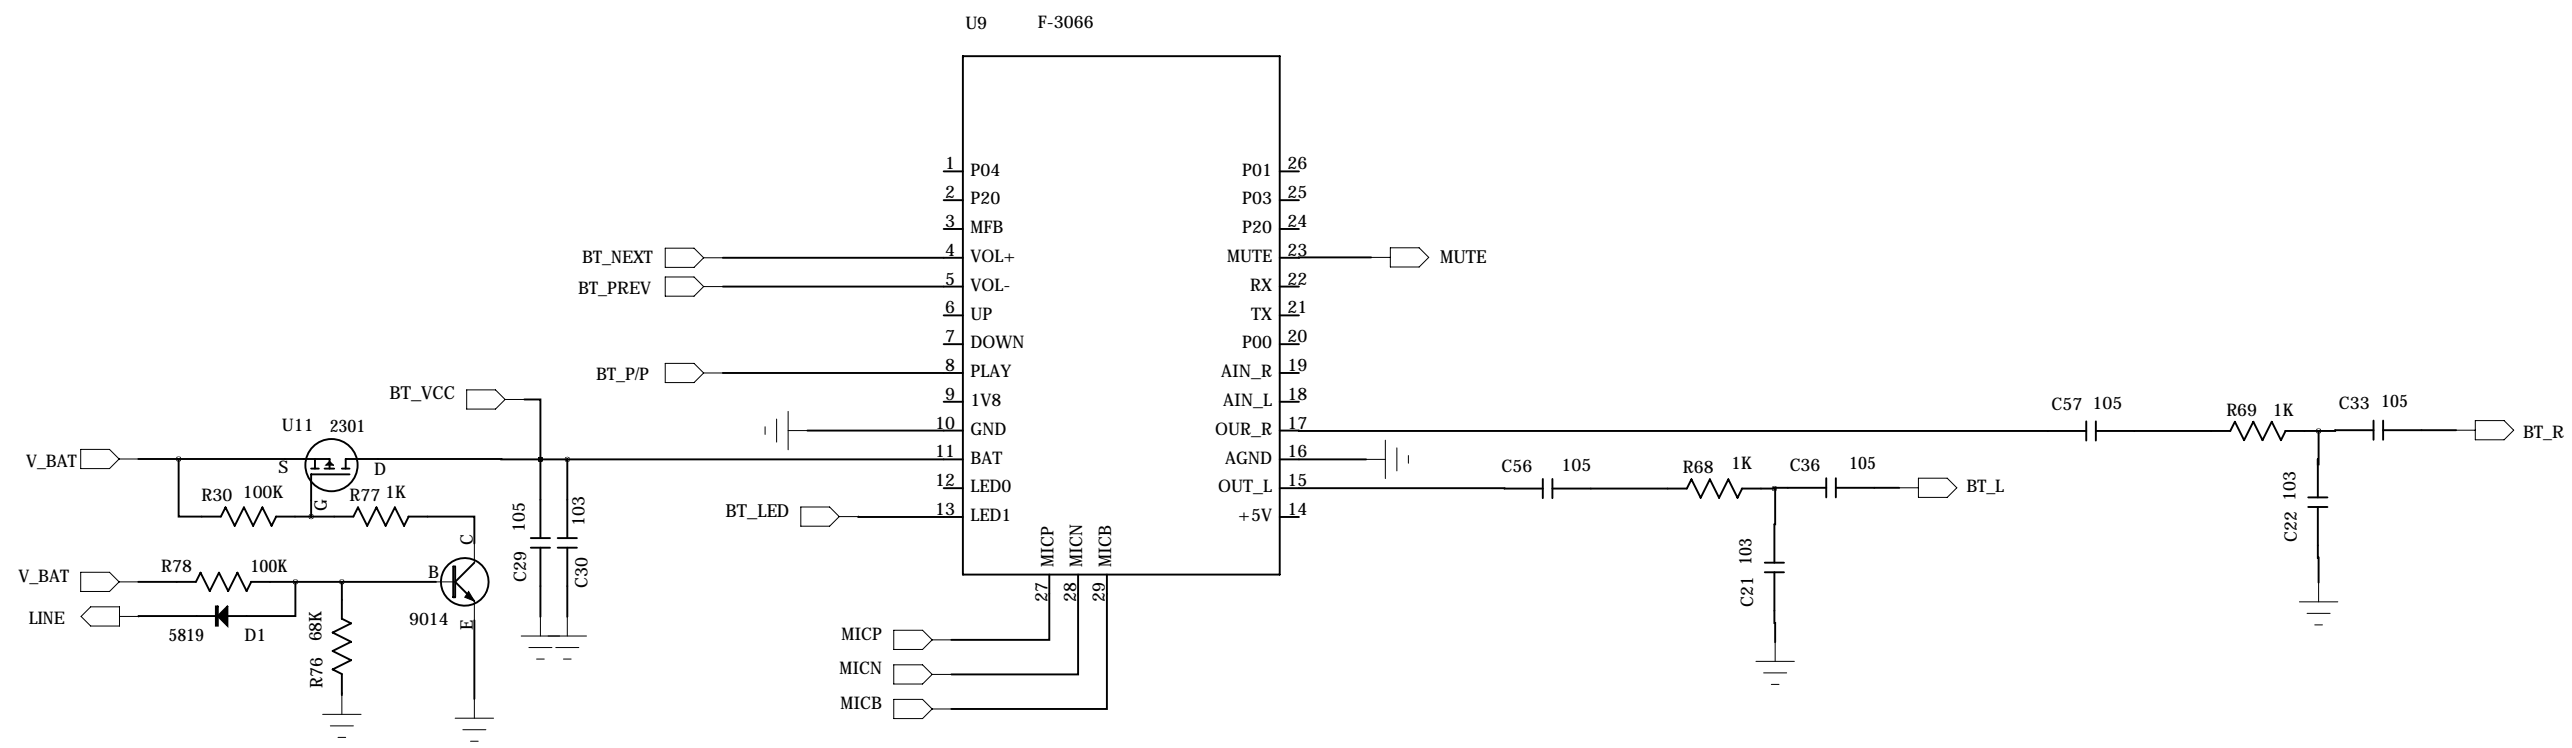 U9 F-3066
1 P04
2 P20
3 MFB
BT_NEXT 4 VOL+
BT_PREV 5 VOL-
6 UP
7 DOWN
BT_P/P 8 PLAY
9 1V8
10 GND
11 BAT
12 LED0
BT_LED 13 LED1
P01 26
P03 25
P20 24
MUTE 23 MUTE
RX 22
TX 21
P00 20
AIN_R 19
AIN_L 18
OUR_R 17
AGND 16
OUT_L 15
+5V 14
MICP
MICN
MICB
27
28
29
MICP
MICN
MICB
BT_VCC
U11 2301
V_BAT
S
D
G
R30 100K
R77 1K
C29 105
C30 103
V_BAT
R78 100K
B
C
E
9014
LINE
5819 D1
R76 68K
C56 105
R68 1K
C36 105
BT_L
C21 103
C57 105
R69 1K
C33 105
BT_R
C22 103